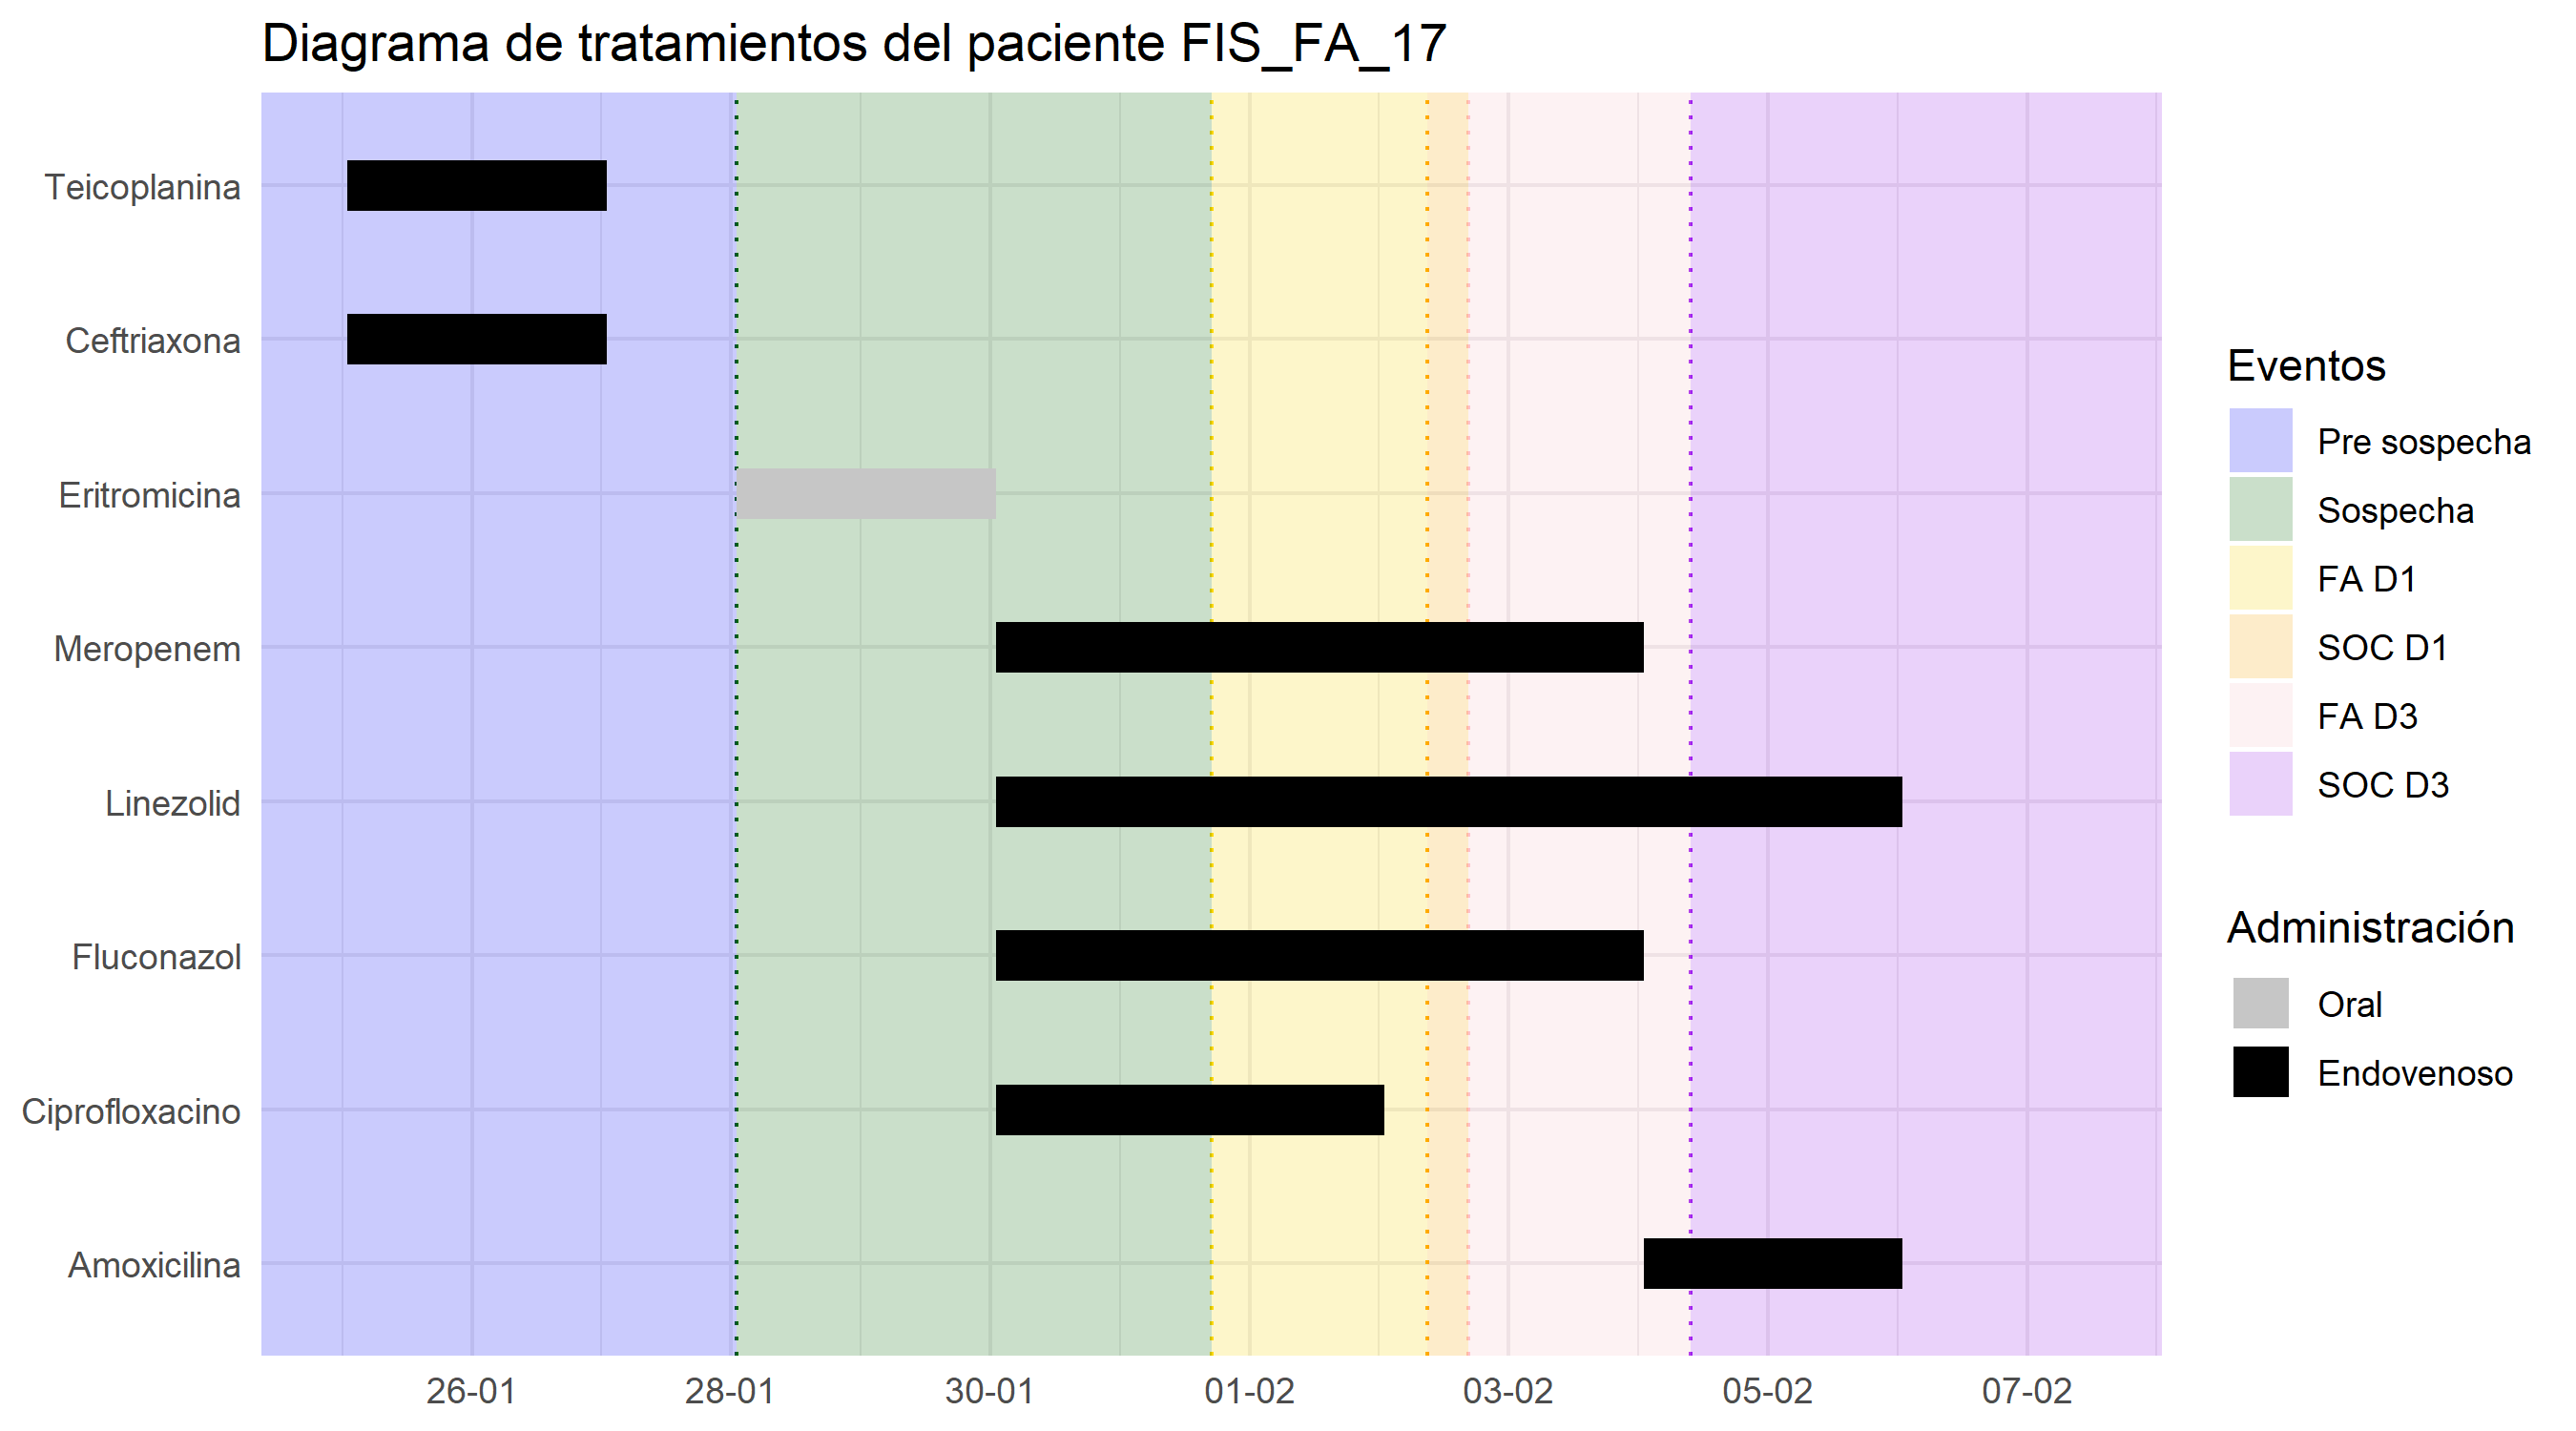 Diagrama de tratamientos del paciente FIS_FA_17
Teicoplanina
Ceftriaxona
Eritromicina
Meropenem
Linezolid
Fluconazol
Ciprofloxacino
Amoxicilina
26-01
28-01
30-01
01-02
03-02
05-02
07-02
Eventos
Pre sospecha
Sospecha
FA D1
SOC D1
FA D3
SOC D3
Administración
Oral
Endovenoso